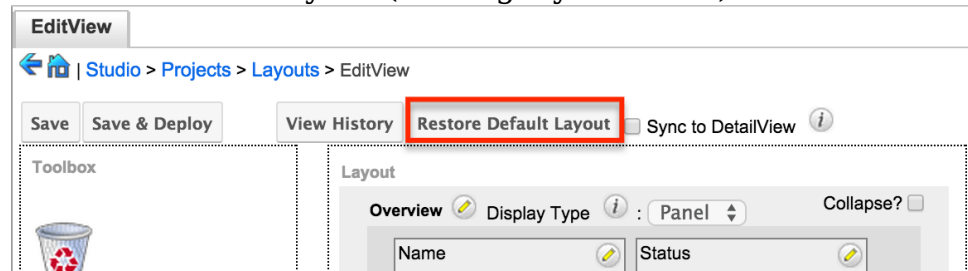 EditView
| Studio > Projects > Layouts > EditView
Save Save & Deploy View History Restore Default Layout Sync to DetailView i
Toolbox
Layout
Overview Display Type i : Panel Collapse?
Name Status